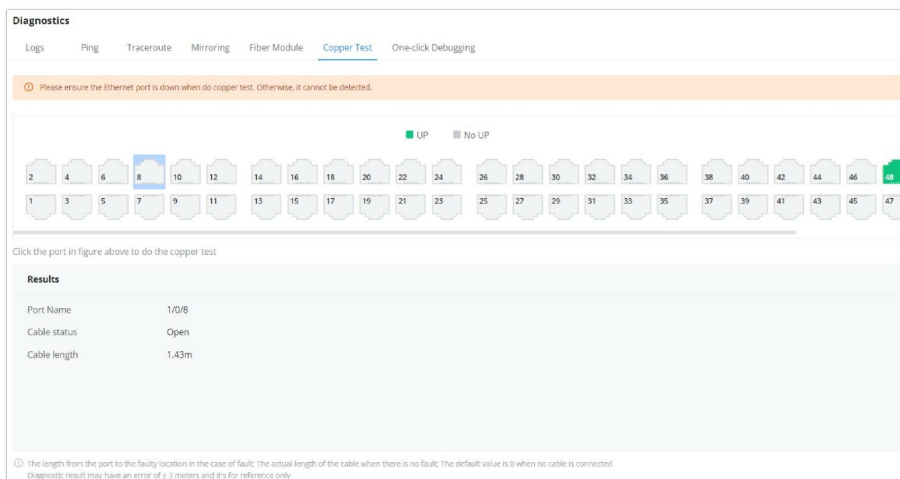 Diagnostics
Logs Ping Traceroute Mirroring Fiber Module Copper Test One-click Debugging
Please ensure the Ethernet port is down when do copper test. Otherwise, it cannot be detected.
UP No UP
2 4 6 8 10 12 14 16 18 20 22 24 26 28 30 32 34 36 38 40 42 44 46 48
1 3 5 7 9 11 13 15 17 19 21 23 25 27 29 31 33 35 37 39 41 43 45 47
Click the port in figure above to do the copper test
Results
Port Name 1/0/8
Cable status Open
Cable length 1.43m
The length from the port to the faulty location in the case of fault; The actual length of the cable when there is no fault; The default value is 0 when no cable is connected
Diagnostic result may have an error of ± 3 meters and it's for reference only